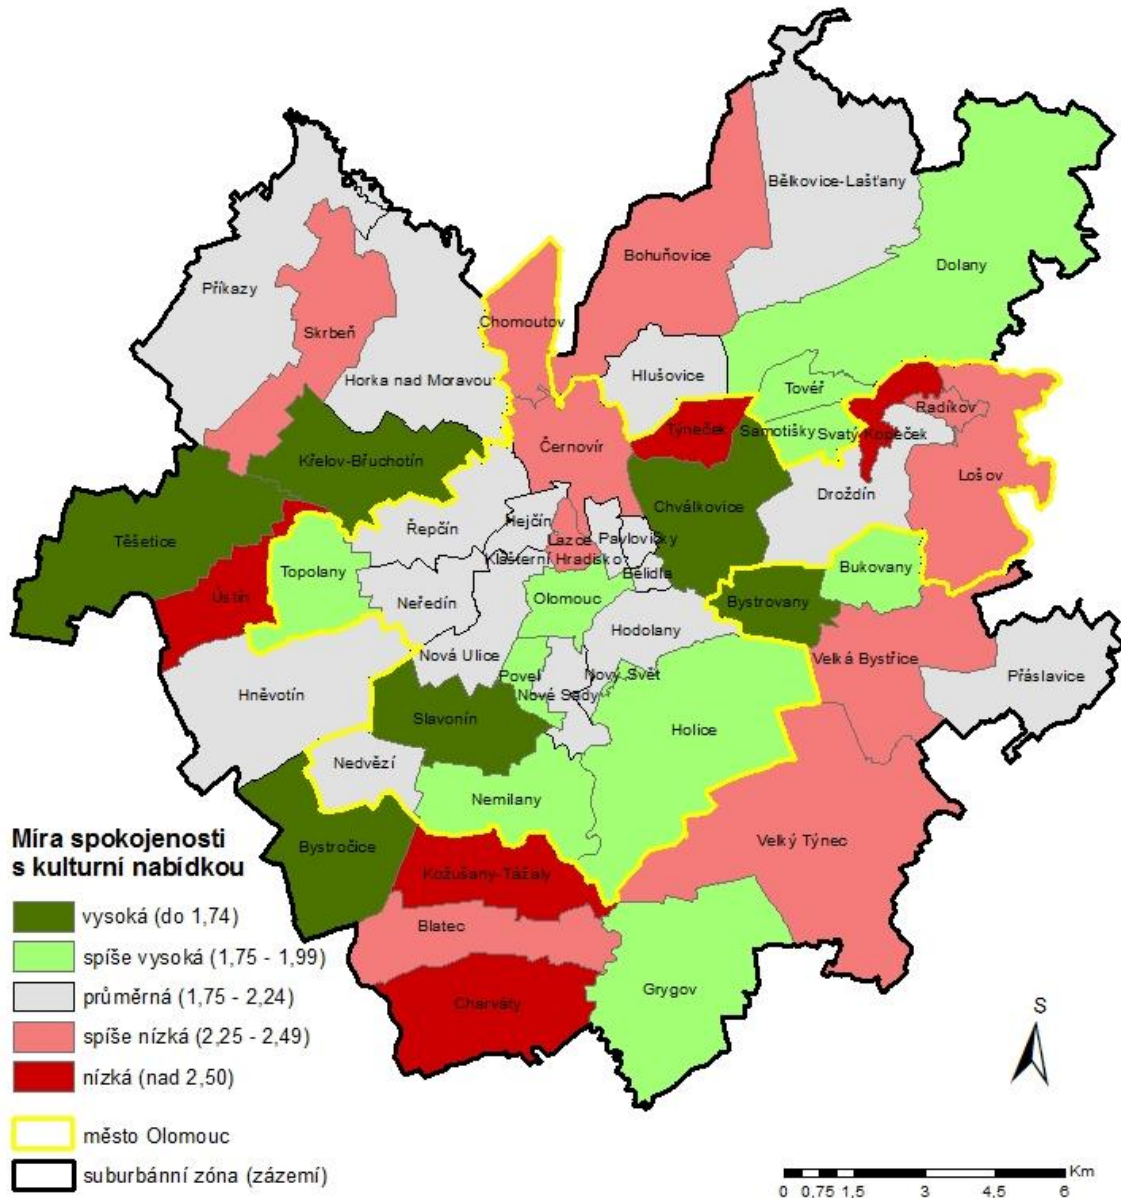 Bělkovice-Lašťany
Bohuňovice
Dolany
Příkazy
Chomoutov
Skrbeň
Horka nad Moravou
Hlušovice
Tovéř
Radíkov
Týneček
Samotišky
Svatý Kopeček
Černovír
Křelov-Břuchotín
Lošov
Droždín
Chválkovice
Řepčín
Hejčín
Těšetice
Lazce
Pavlovičky
Klášterní Hradisko
Topolany
Bukovany
Bělidla
Ústín
Neředín
Olomouc
Bystrovany
Hodolany
Nová Ulice
Velká Bystřice
Povel
Nový Svět
Přáslavice
Hněvotín
Nové Sady
Slavonín
Holice
Nedvězí
Nemilany
Velký Týnec
Bystročice
Kožušany-Tážaly
Blatec
Grygov
Charváty
Míra spokojenosti
s kulturní nabídkou
vysoká (do 1,74)
spíše vysoká (1,75 - 1,99)
průměrná (1,75 - 2,24)
spíše nízká (2,25 - 2,49)
nízká (nad 2,50)
město Olomouc
suburbánní zóna (zázemí)
S
Km
0 0,75 1,5 3 4,5 6